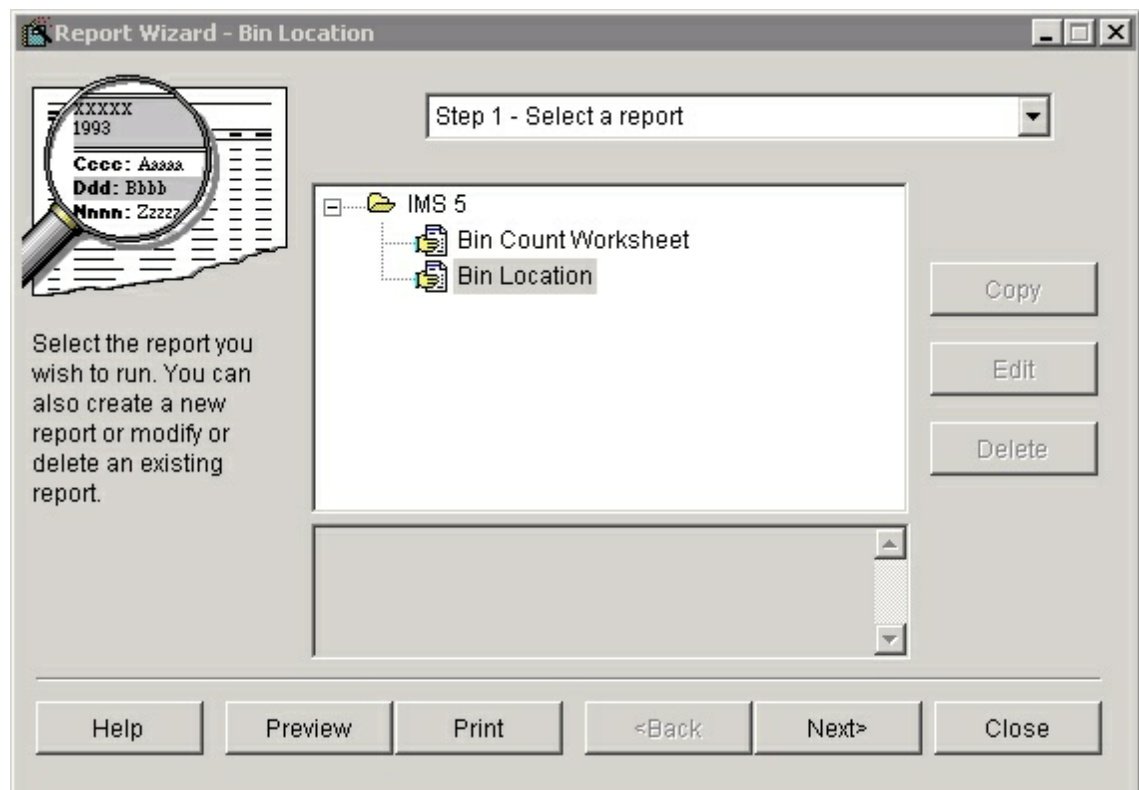 Report Wizard - Bin Location
XXXXX
1993
Cccc: Aaaaa
Ddd: Bbbb
Nnnn: Zzzzz
Step 1 - Select a report
IMS 5
Bin Count Worksheet
Bin Location
Copy
Edit
Delete
Select the report you
wish to run. You can
also create a new
report or modify or
delete an existing
report.
Help
Preview
Print
<Back
Next>
Close